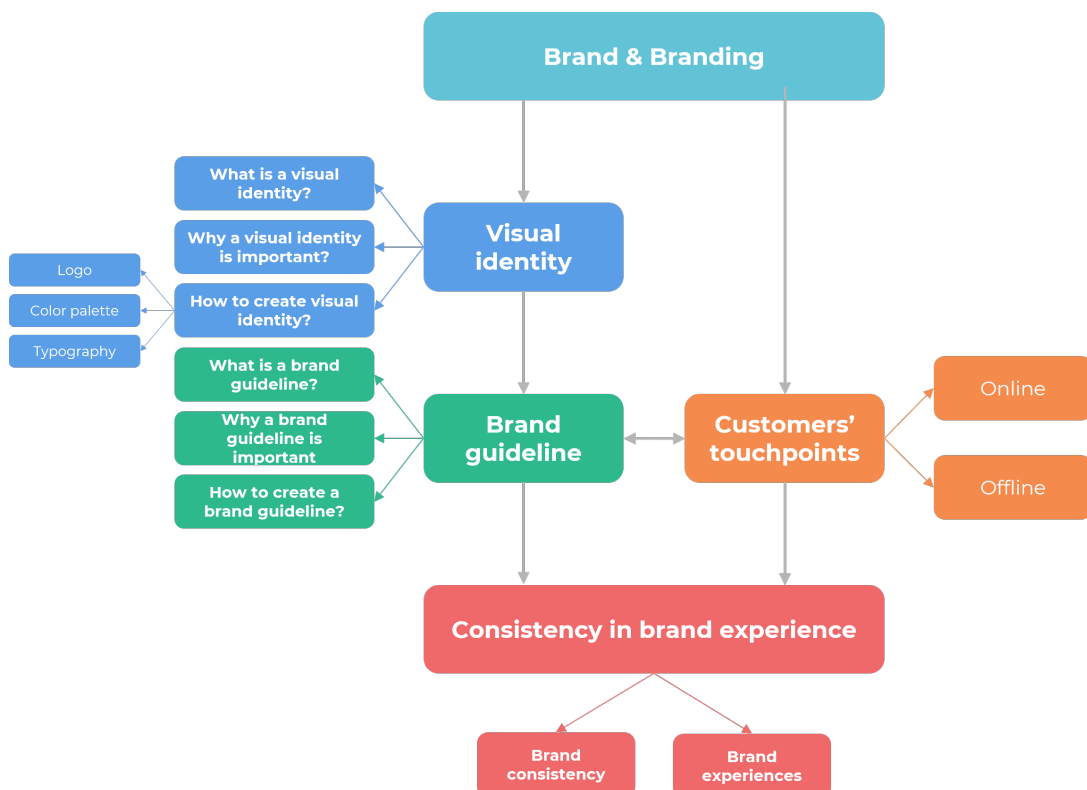 Brand & Branding
What is a visual
identity?
Why a visual identity
is important?
How to create visual
identity?
Visual
identity
Logo
Color palette
Typography
What is a brand
guideline?
Why a brand
guideline is
important
How to create a
brand guideline?
Brand
guideline
Customers’
touchpoints
Online
Offline
Consistency in brand experience
Brand
consistency
Brand
experiences